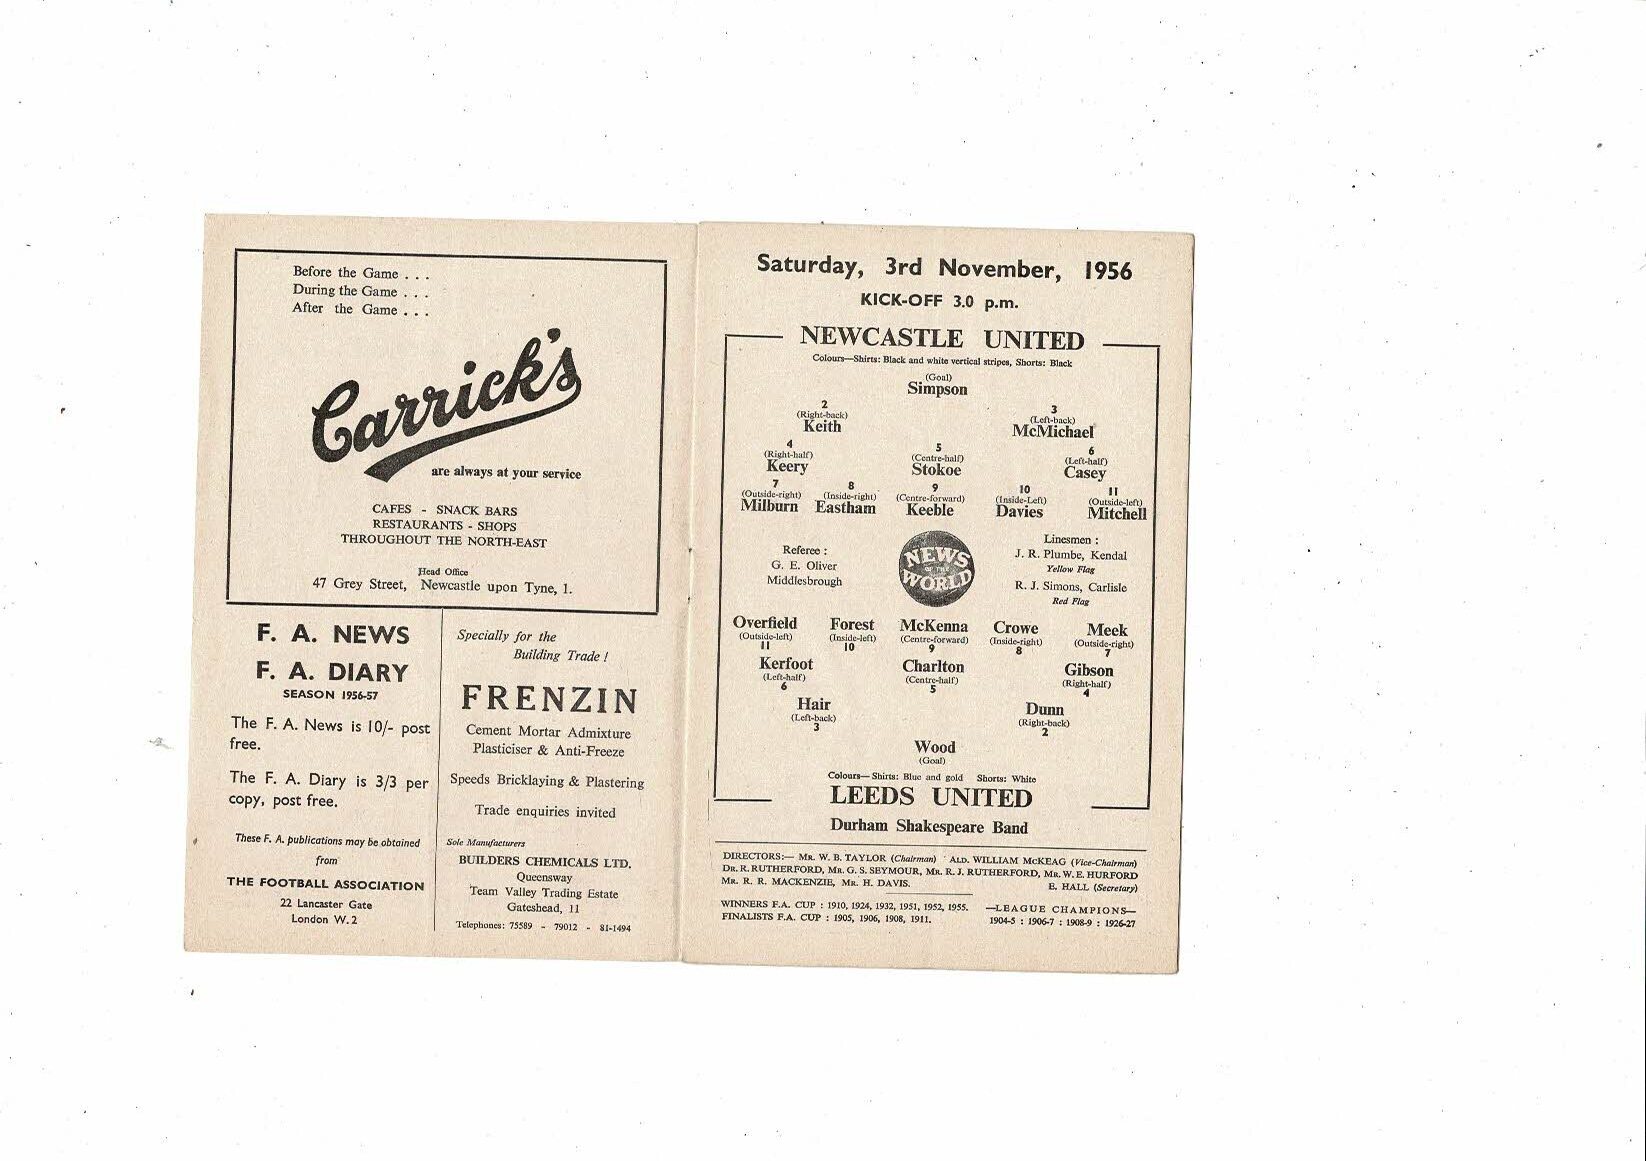 Before the Game . . .
During the Game . . .
After the Game . . .
Carrick's
are always at your service
CAFES - SNACK BARS
RESTAURANTS - SHOPS
THROUGHOUT THE NORTH-EAST
Head Office
47 Grey Street, Newcastle upon Tyne, 1.
F. A. NEWS
F. A. DIARY
SEASON 1956-57
The F. A. News is 10/- post
free.
The F. A. Diary is 3/3 per
copy, post free.
These F. A. publications may be obtained
from
THE FOOTBALL ASSOCIATION
22 Lancaster Gate
London W. 2
Specially for the
Building Trade !
FRENZIN
Cement Mortar Admixture
Plasticiser & Anti-Freeze
Speeds Bricklaying & Plastering
Trade enquiries invited
Sole Manufacturers
BUILDERS CHEMICALS LTD.
Queensway
Team Valley Trading Estate
Gateshead, 11
Telephones: 75589 - 79012 - 81-1494
Saturday, 3rd November, 1956
KICK-OFF 3.0 p.m.
NEWCASTLE UNITED
Colours—Shirts: Black and white vertical stripes, Shorts: Black
(Goal)
Simpson
2 3
(Right-back) (Left-back)
Keith McMichael
4 5 6
(Right-half) (Centre-half) (Left-half)
Keery Stokoe Casey
7 8 9 10 11
(Outside-right) (Inside-right) (Centre-forward) (Inside-Left) (Outside-left)
Milburn Eastham Keeble Davies Mitchell
Referee :
G. E. Oliver
Middlesbrough
NEWS
OF THE
WORLD
Linesmen :
J. R. Plumbe, Kendal
Yellow Flag
R. J. Simons, Carlisle
Red Flag
Overfield Forest McKenna Crowe Meek
(Outside-left) (Inside-left) (Centre-forward) (Inside-right) (Outside-right)
11 10 9 8 7
Kerfoot Charlton Gibson
(Left-half) (Centre-half) (Right-half)
6 5 4
Hair Dunn
(Left-back) (Right-back)
3 2
Wood
(Goal)
Colours—Shirts: Blue and gold Shorts: White
LEEDS UNITED
Durham Shakespeare Band
DIRECTORS:— MR. W. B. TAYLOR (Chairman) ALD. WILLIAM McKEAG (Vice-Chairman)
DR. R. RUTHERFORD, MR. G. S. SEYMOUR, MR. R. J. RUTHERFORD, MR. W. E. HURFORD
MR. R. R. MACKENZIE, MR. H. DAVIS. E. HALL (Secretary)
WINNERS F.A. CUP : 1910, 1924, 1932, 1951, 1952, 1955.
FINALISTS F.A. CUP : 1905, 1906, 1908, 1911.
—LEAGUE CHAMPIONS—
1904-5 : 1906-7 : 1908-9 : 1926-27